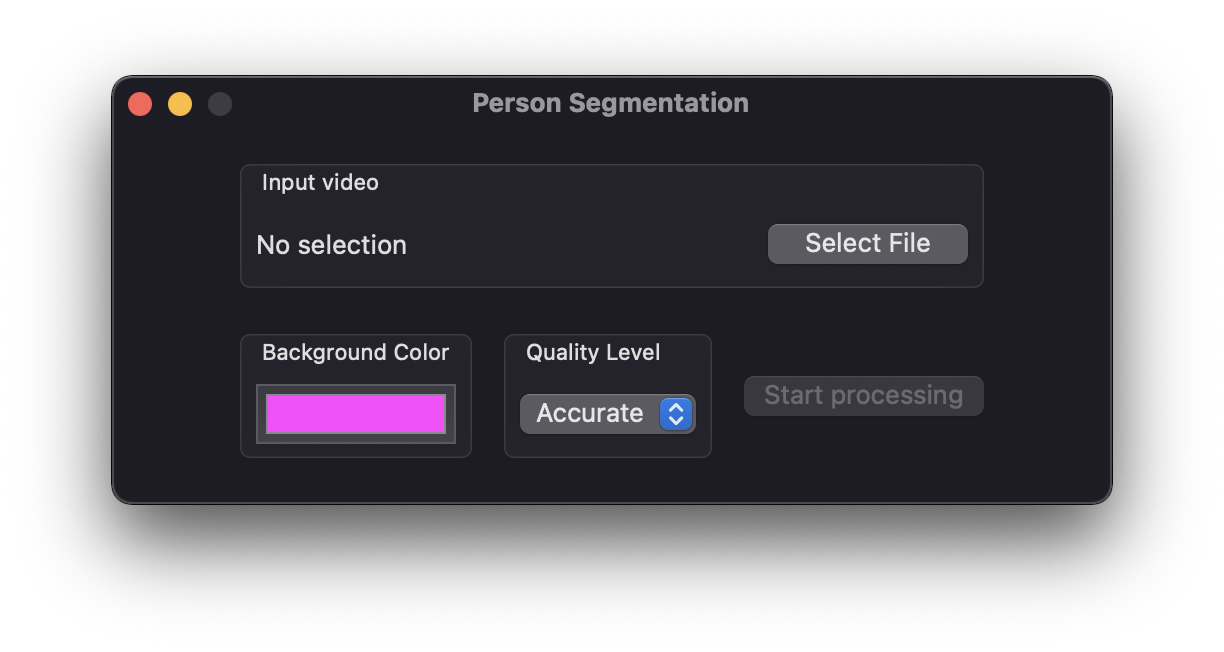 Person Segmentation
Input video
No selection
Select File
Background Color
Quality Level
Accurate
Start processing